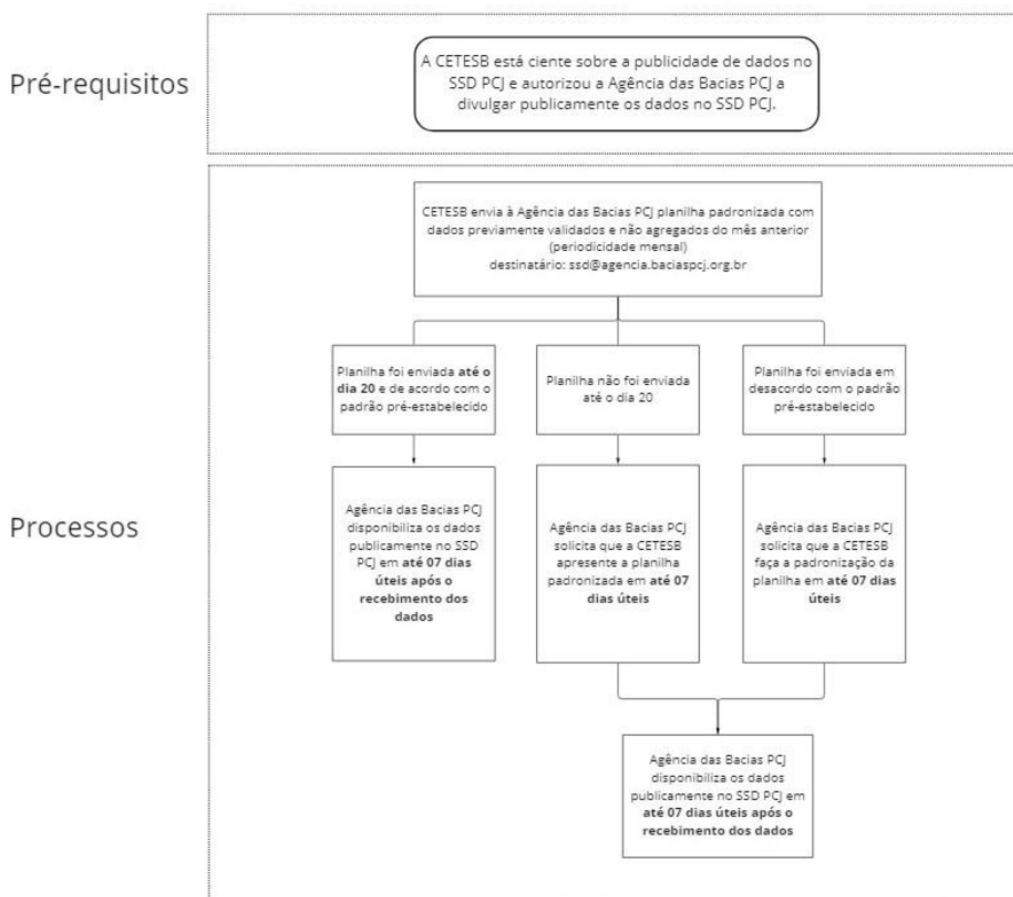 Pré-requisitos
A CETESB está ciente sobre a publicidade de dados no
SSD PCJ e autorizou a Agência das Bacias PCJ a
divulgar publicamente os dados no SSD PCJ.
Processos
CETESB envia à Agência das Bacias PCJ planilha padronizada com
dados previamente validados e não agregados do mês anterior
(periodicidade mensal)
destinatário: ssd@agencia.baciaspcj.org.br
Planilha foi enviada até o
dia 20 e de acordo com o
padrão pré-estabelecido
Planilha não foi enviada
até o dia 20
Planilha foi enviada em
desacordo com o padrão
pré-estabelecido
Agência das Bacias PCJ
disponibiliza os dados
publicamente no SSD
PCJ em até 07 dias
úteis após o
recebimento dos
dados
Agência das Bacias PCJ
solicita que a CETESB
apresente a planilha
padronizada em até 07
dias úteis
Agência das Bacias PCJ
solicita que a CETESB
faça a padronização da
planilha em até 07 dias
úteis
Agência das Bacias PCJ
disponibiliza os dados
publicamente no SSD PCJ em
até 07 dias úteis após o
recebimento dos dados